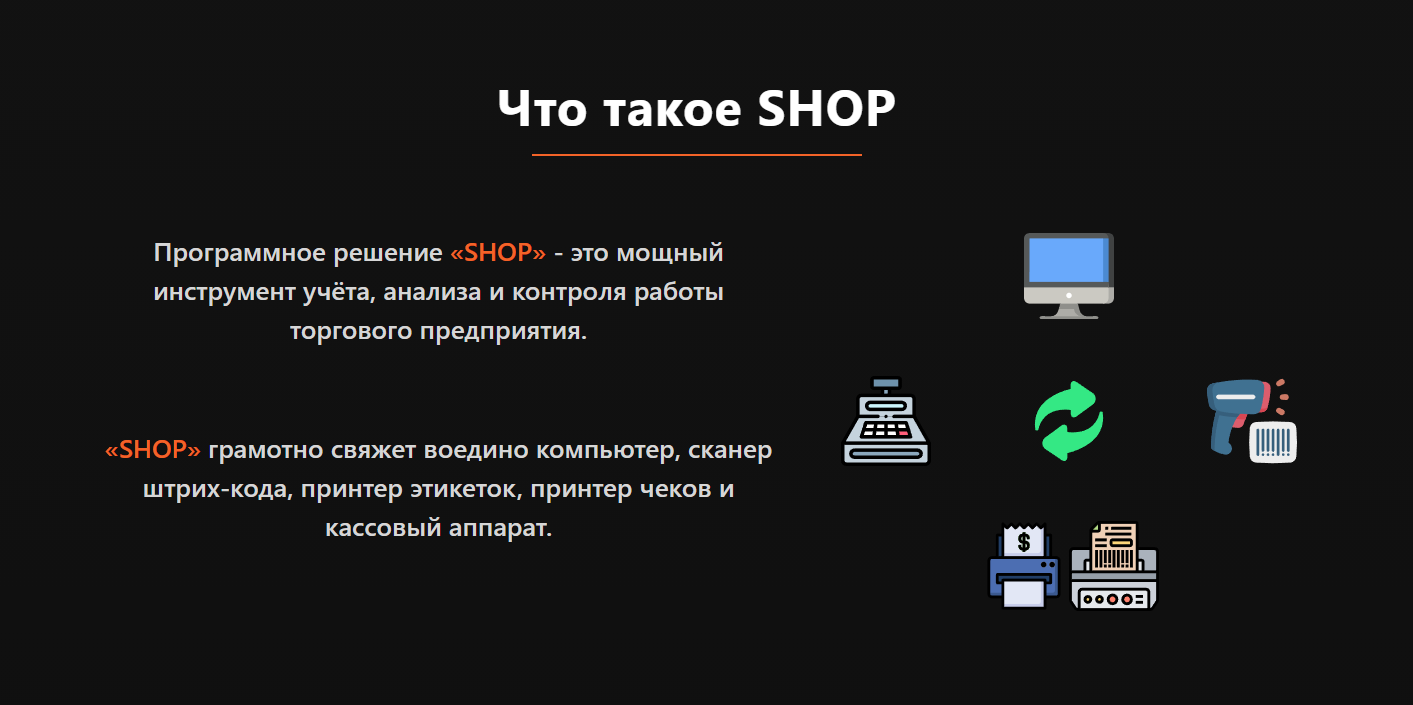 Что такое SHOP
Программное решение «SHOP» - это мощный
инструмент учёта, анализа и контроля работы
торгового предприятия.
«SHOP» грамотно свяжет воедино компьютер, сканер
штрих-кода, принтер этикеток, принтер чеков и
кассовый аппарат.
$